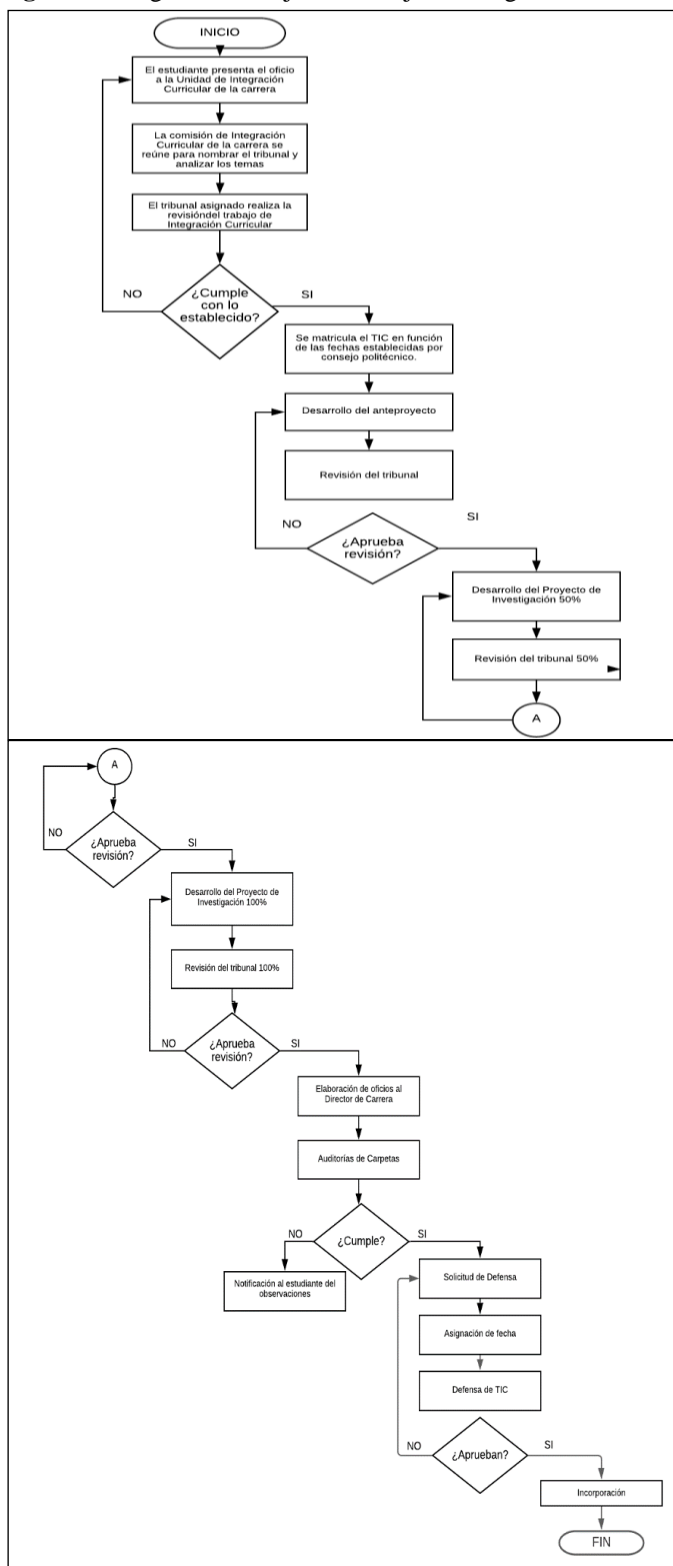 INICIO
El estudiante presenta el oficio
a la Unidad de Integración
Curricular de la carrera
La comisión de Integración
Curricular de la carrera se
reúne para nombrar el tribunal y
analizar los temas
El tribunal asignado realiza la
revisióndel trabajo de
Integración Curricular
NO
¿Cumple
con lo
establecido?
SI
Se matricula el TIC en función
de las fechas establecidas por
consejo politécnico.
Desarrollo del anteproyecto
Revisión del tribunal
NO
¿Aprueba
revisión?
SI
Desarrollo del Proyecto de
Investigación 50%
Revisión del tribunal 50%
A
A
NO
¿Aprueba
revisión?
SI
Desarrollo del Proyecto de
Investigación 100%
Revisión del tribunal 100%
NO
¿Aprueba
revisión?
SI
Elaboración de oficios al
Director de Carrera
Auditorías de Carpetas
NO
¿Cumple?
SI
Notificación al estudiante del
observaciones
Solicitud de Defensa
Asignación de fecha
Defensa de TIC
NO
¿Aprueban?
SI
Incorporación
FIN